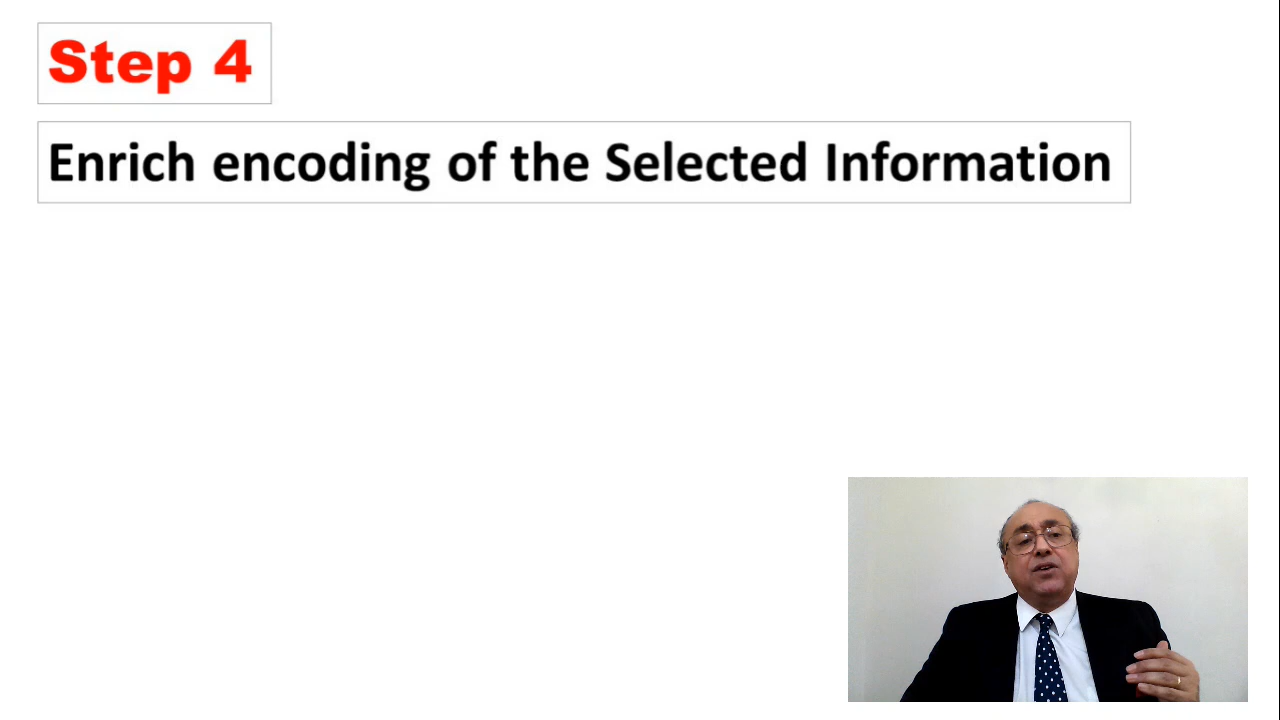 Step 4
Enrich encoding of the Selected Information